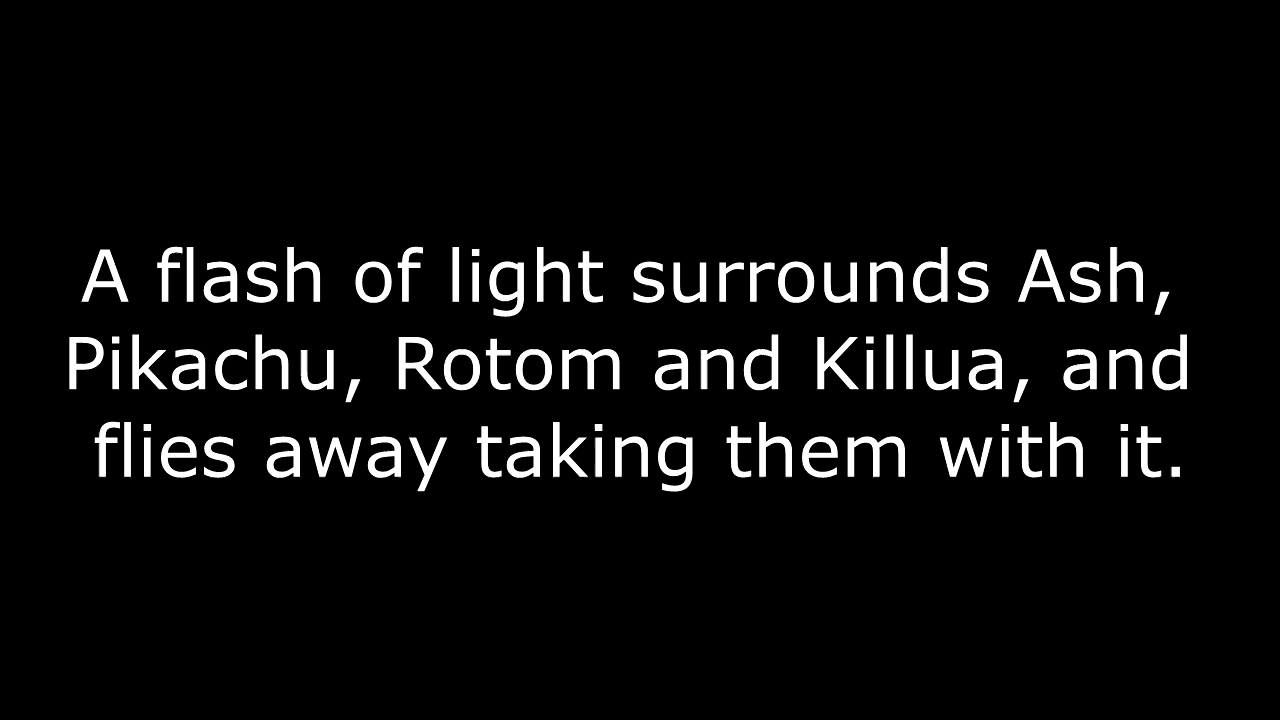 A flash of light surrounds Ash,
Pikachu, Rotom and Killua, and
flies away taking them with it.